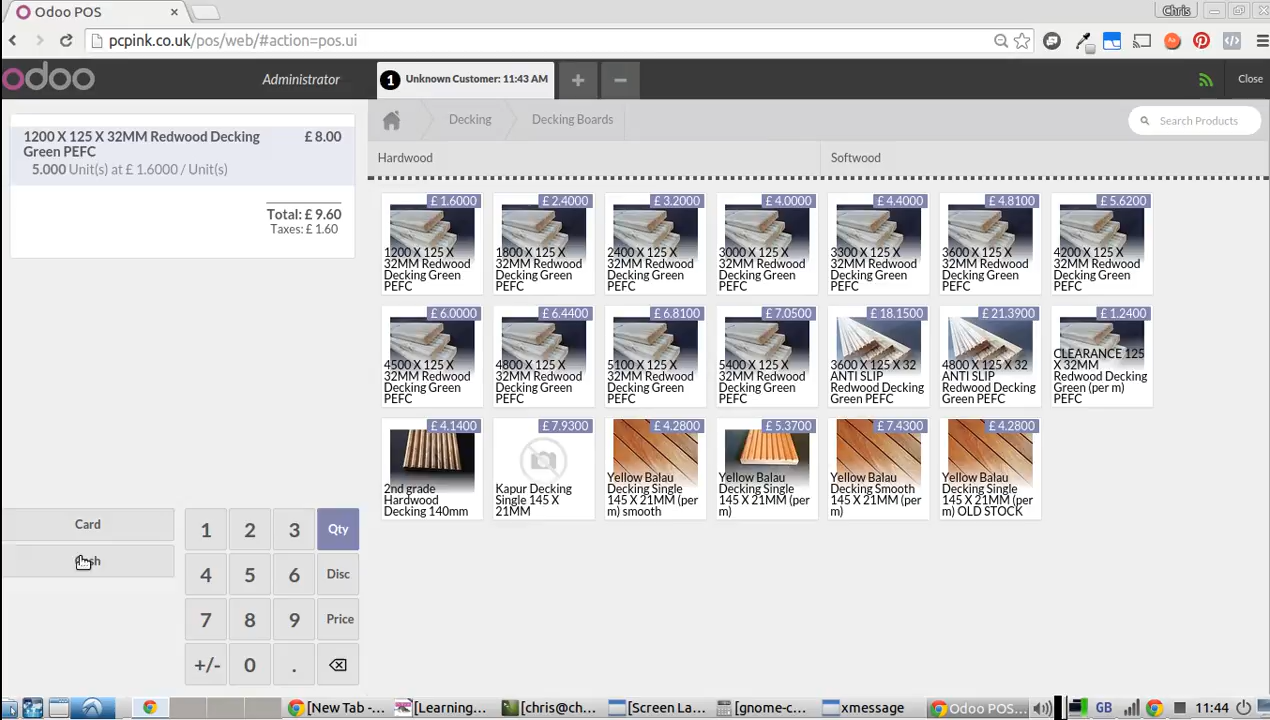 Odoo POS
×
Chris
pcpink.co.uk/pos/web/#action=pos.ui
odoo
Administrator
1 Unknown Customer: 11:43 AM
+
−
Close
1200 X 125 X 32MM Redwood Decking £ 8.00
Green PEFC
5.000 Unit(s) at £ 1.6000 / Unit(s)
Total: £ 9.60
Taxes: £ 1.60
Decking
Decking Boards
Search Products
Hardwood
Softwood
£ 1.6000
1200 X 125 X
32MM Redwood
Decking Green
PEFC
£ 2.4000
1800 X 125 X
32MM Redwood
Decking Green
PEFC
£ 3.2000
2400 X 125 X
32MM Redwood
Decking Green
PEFC
£ 4.0000
3000 X 125 X
32MM Redwood
Decking Green
PEFC
£ 4.4000
3300 X 125 X
32MM Redwood
Decking Green
PEFC
£ 4.8100
3600 X 125 X
32MM Redwood
Decking Green
PEFC
£ 5.6200
4200 X 125 X
32MM Redwood
Decking Green
PEFC
£ 6.0000
4500 X 125 X
32MM Redwood
Decking Green
PEFC
£ 6.4400
4800 X 125 X
32MM Redwood
Decking Green
PEFC
£ 6.8100
5100 X 125 X
32MM Redwood
Decking Green
PEFC
£ 7.0500
5400 X 125 X
32MM Redwood
Decking Green
PEFC
£ 18.1500
3600 X 125 X 32
ANTI SLIP
Redwood Decking
Green PEFC
£ 21.3900
4800 X 125 X 32
ANTI SLIP
Redwood Decking
Green PEFC
£ 1.2400
CLEARANCE 125
X 32MM
Redwood Decking
Green (per m)
PEFC
£ 4.1400
2nd grade
Hardwood
Decking 140mm
£ 7.9300
Kapur Decking
Single 145 X
21MM
£ 4.2800
Yellow Balau
Decking Single
145 X 21MM (per
m) smooth
£ 5.3700
Yellow Balau
Decking Single
145 X 21MM (per
m)
£ 7.4300
Yellow Balau
Decking Smooth
145 X 21MM (per
m)
£ 4.2800
Yellow Balau
Decking Single
145 X 21MM (per
m) OLD STOCK
Card
1 2 3 Qty
4 5 6 Disc
7 8 9 Price
+/- 0 .
[New Tab -...
[Learning...
[chris@ch...
[Screen La...
[gnome-c...
xmessage
Odoo POS...
GB
11:44